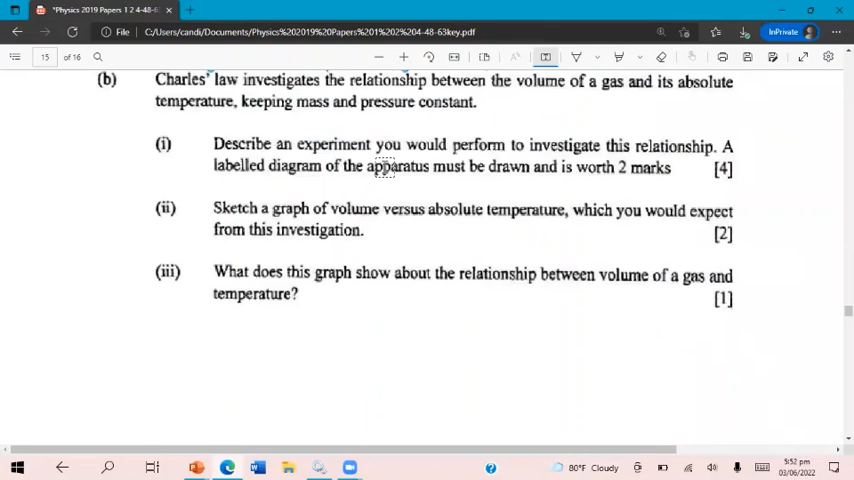 *Physics 2019 Papers 1 2 4-48-63
File
C:/Users/candi/Documents/Physics%202019%20Papers%201%202%204-48-63key.pdf
InPrivate
15 of 16
(b) Charles' law investigates the relationship between the volume of a gas and its absolute
temperature, keeping mass and pressure constant.
(i) Describe an experiment you would perform to investigate this relationship. A
labelled diagram of the apparatus must be drawn and is worth 2 marks [4]
(ii) Sketch a graph of volume versus absolute temperature, which you would expect
from this investigation. [2]
(iii) What does this graph show about the relationship between volume of a gas and
temperature? [1]
80°F Cloudy
5:52 pm
03/06/2022